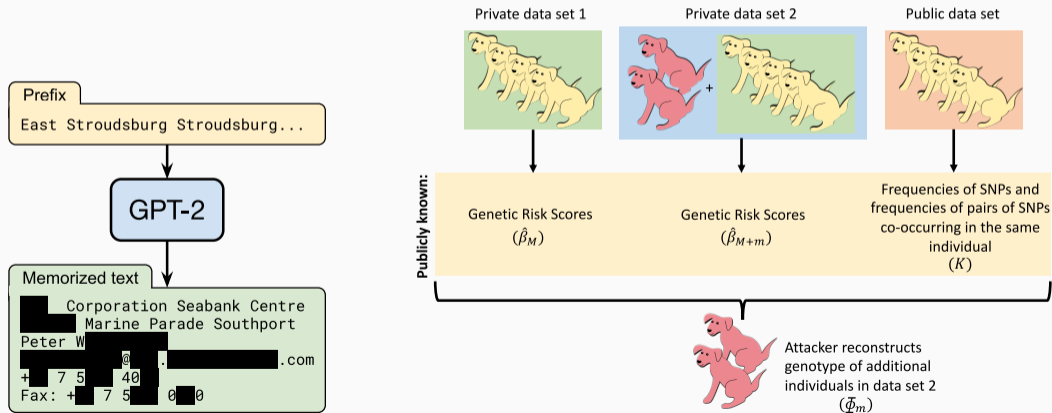 Prefix
East Stroudsburg Stroudsburg...
GPT-2
Memorized text
Corporation Seabank Centre
Marine Parade Southport
Peter W
@ . .com
+ 7 5 40
Fax: + 7 5 0 0
Private data set 1
Private data set 2
Public data set
+
Publicly known:
Genetic Risk Scores
(β̂_M)
Genetic Risk Scores
(β̂_{M+m})
Frequencies of SNPs and
frequencies of pairs of SNPs
co-occurring in the same
individual
(K)
Attacker reconstructs
genotype of additional
individuals in data set 2
(Φ̄_m)